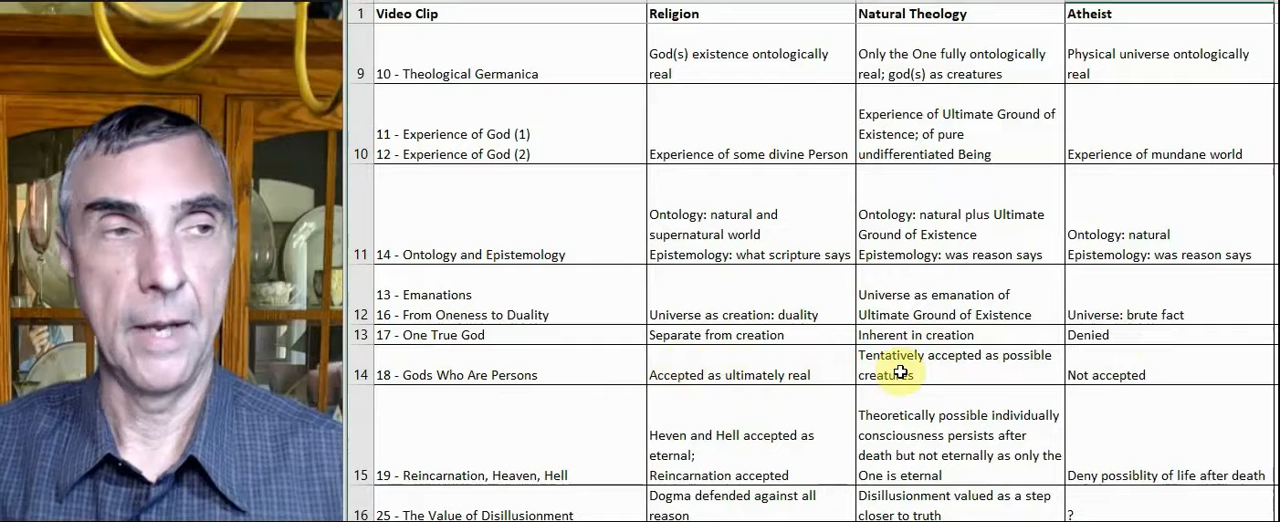 1 Video Clip Religion Natural Theology Atheist
God(s) existence ontologically Only the One fully ontologically Physical universe ontologically
9 10 - Theological Germanica real real; god(s) as creatures real
Experience of Ultimate Ground of
11 - Experience of God (1) Existence; of pure
10 12 - Experience of God (2) Experience of some divine Person undifferentiated Being Experience of mundane world
Ontology: natural and Ontology: natural plus Ultimate
supernatural world Ground of Existence Ontology: natural
11 14 - Ontology and Epistemology Epistemology: what scripture says Epistemology: was reason says Epistemology: was reason says
13 - Emanations Universe as emanation of
12 16 - From Oneness to Duality Universe as creation: duality Ultimate Ground of Existence Universe: brute fact
13 17 - One True God Separate from creation Inherent in creation Denied
Tentatively accepted as possible
14 18 - Gods Who Are Persons Accepted as ultimately real creatures Not accepted
Theoretically possible individually
Heven and Hell accepted as consciousness persists after
eternal; death but not eternally as only the
15 19 - Reincarnation, Heaven, Hell Reincarnation accepted One is eternal Deny possiblity of life after death
Dogma defended against all Disillusionment valued as a step
16 25 - The Value of Disillusionment reason closer to truth ?